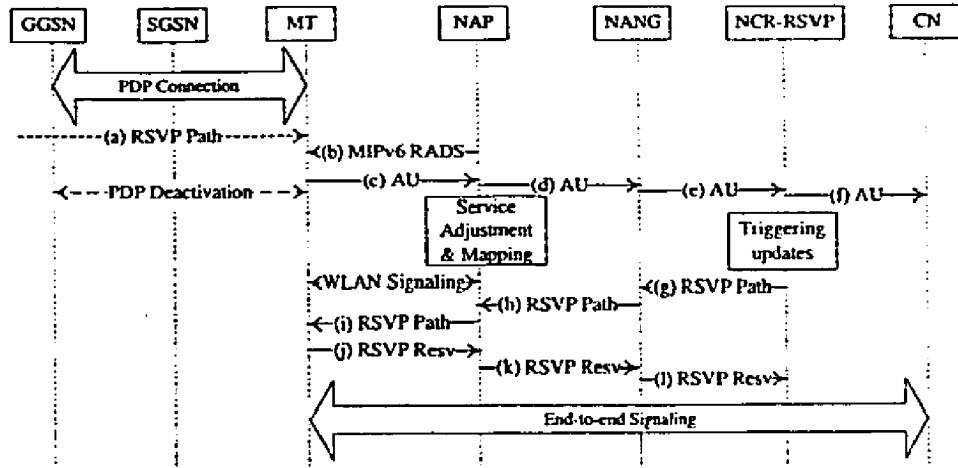 GGSN SGSN MT NAP NANG NCR-RSVP CN
PDP Connection
(a) RSVP Path
(b) MIPv6 RADS
PDP Deactivation
(c) AU
(d) AU
(e) AU
(f) AU
Service
Adjustment
& Mapping
Triggering
updates
WLAN Signaling
(g) RSVP Path
(h) RSVP Path
(i) RSVP Path
(j) RSVP Resv
(k) RSVP Resv
(l) RSVP Resv
End-to-end Signaling